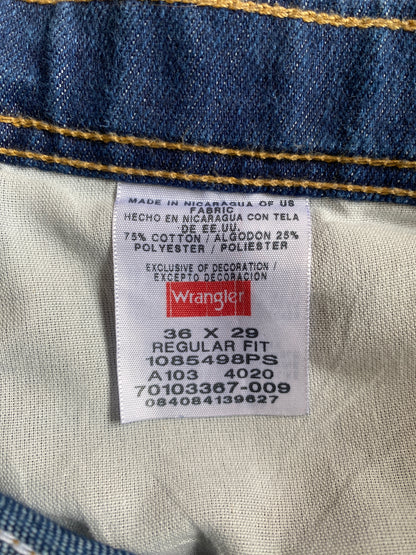 MADE IN NICARAGUA OF US
FABRIC
HECHO EN NICARAGUA CON TELA
DE EE.UU.
75% COTTON / ALGODON 25%
POLYESTER / POLIESTER
EXCLUSIVE OF DECORATION /
EXCEPTO DECORACIÓN
Wrangler
36 X 29
REGULAR FIT
1085498PS
A103 4020
70103367-009
084084139627